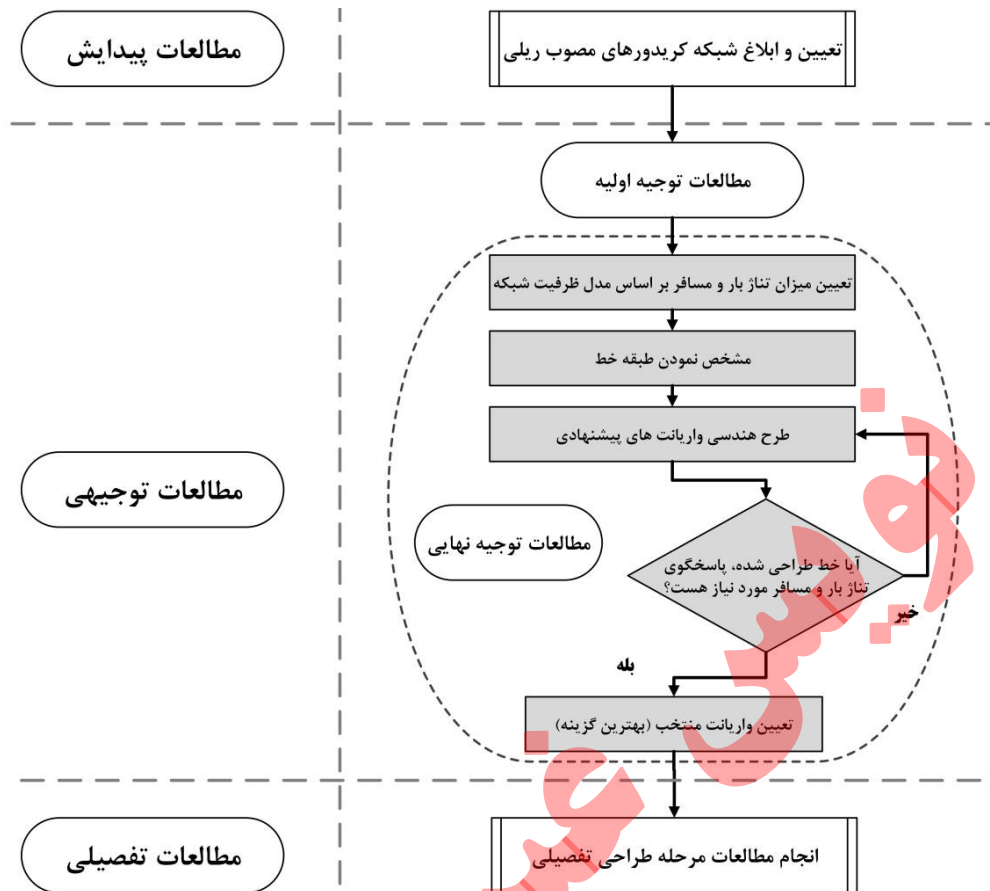 مطالعات پیدایش
تعیین و ابلاغ شبکه کریدورهای مصوب ریلی
مطالعات توجیه اولیه
تعیین میزان تناژ بار و مسافر بر اساس مدل ظرفیت شبکه
مشخص نمودن طبقه خط
طرح هندسی واریانت های پیشنهادی
مطالعات توجیهی
مطالعات توجیه نهایی
آیا خط طراحی شده، پاسخگوی
تناژ بار و مسافر مورد نیاز هست؟
خیر
بله
تعیین واریانت منتخب (بهترین گزینه)
مطالعات تفصیلی
انجام مطالعات مرحله طراحی تفصیلی